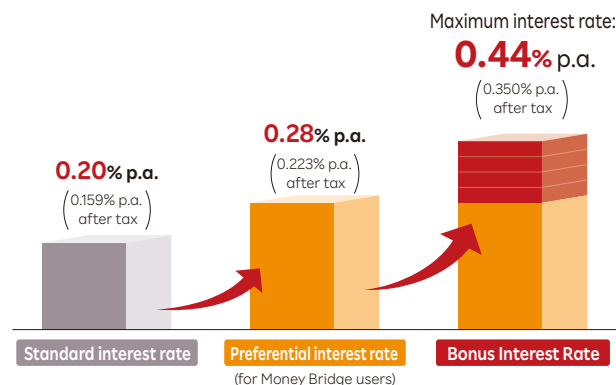 Maximum interest rate:
0.44% p.a.
(0.350% p.a.
after tax)
0.28% p.a.
(0.223% p.a.
after tax)
0.20% p.a.
(0.159% p.a.
after tax)
Standard interest rate
Preferential interest rate
(for Money Bridge users)
Bonus Interest Rate